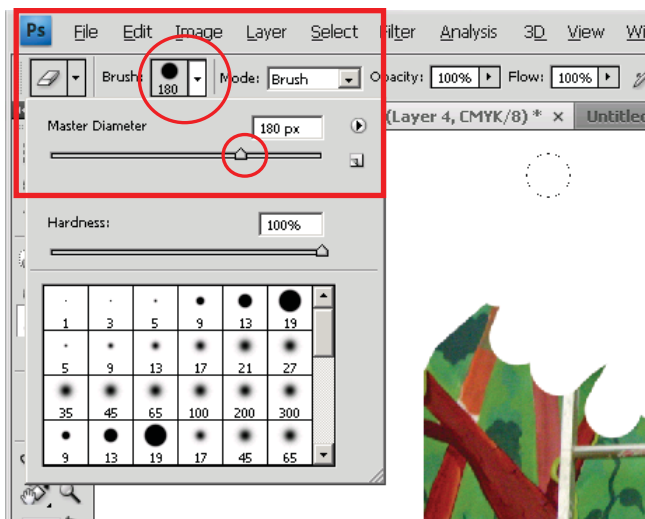 Ps File Edit Image Layer Select Filter Analysis 3D View
Brush: 180 Mode: Brush Opacity: 100% Flow: 100%
(Layer 4, CMYK/8) * × Untitled
Master Diameter 180 px
Hardness: 100%
1 3 5 9 13 19
5 9 13 17 21 27
35 45 65 100 200 300
9 13 19 17 45 65